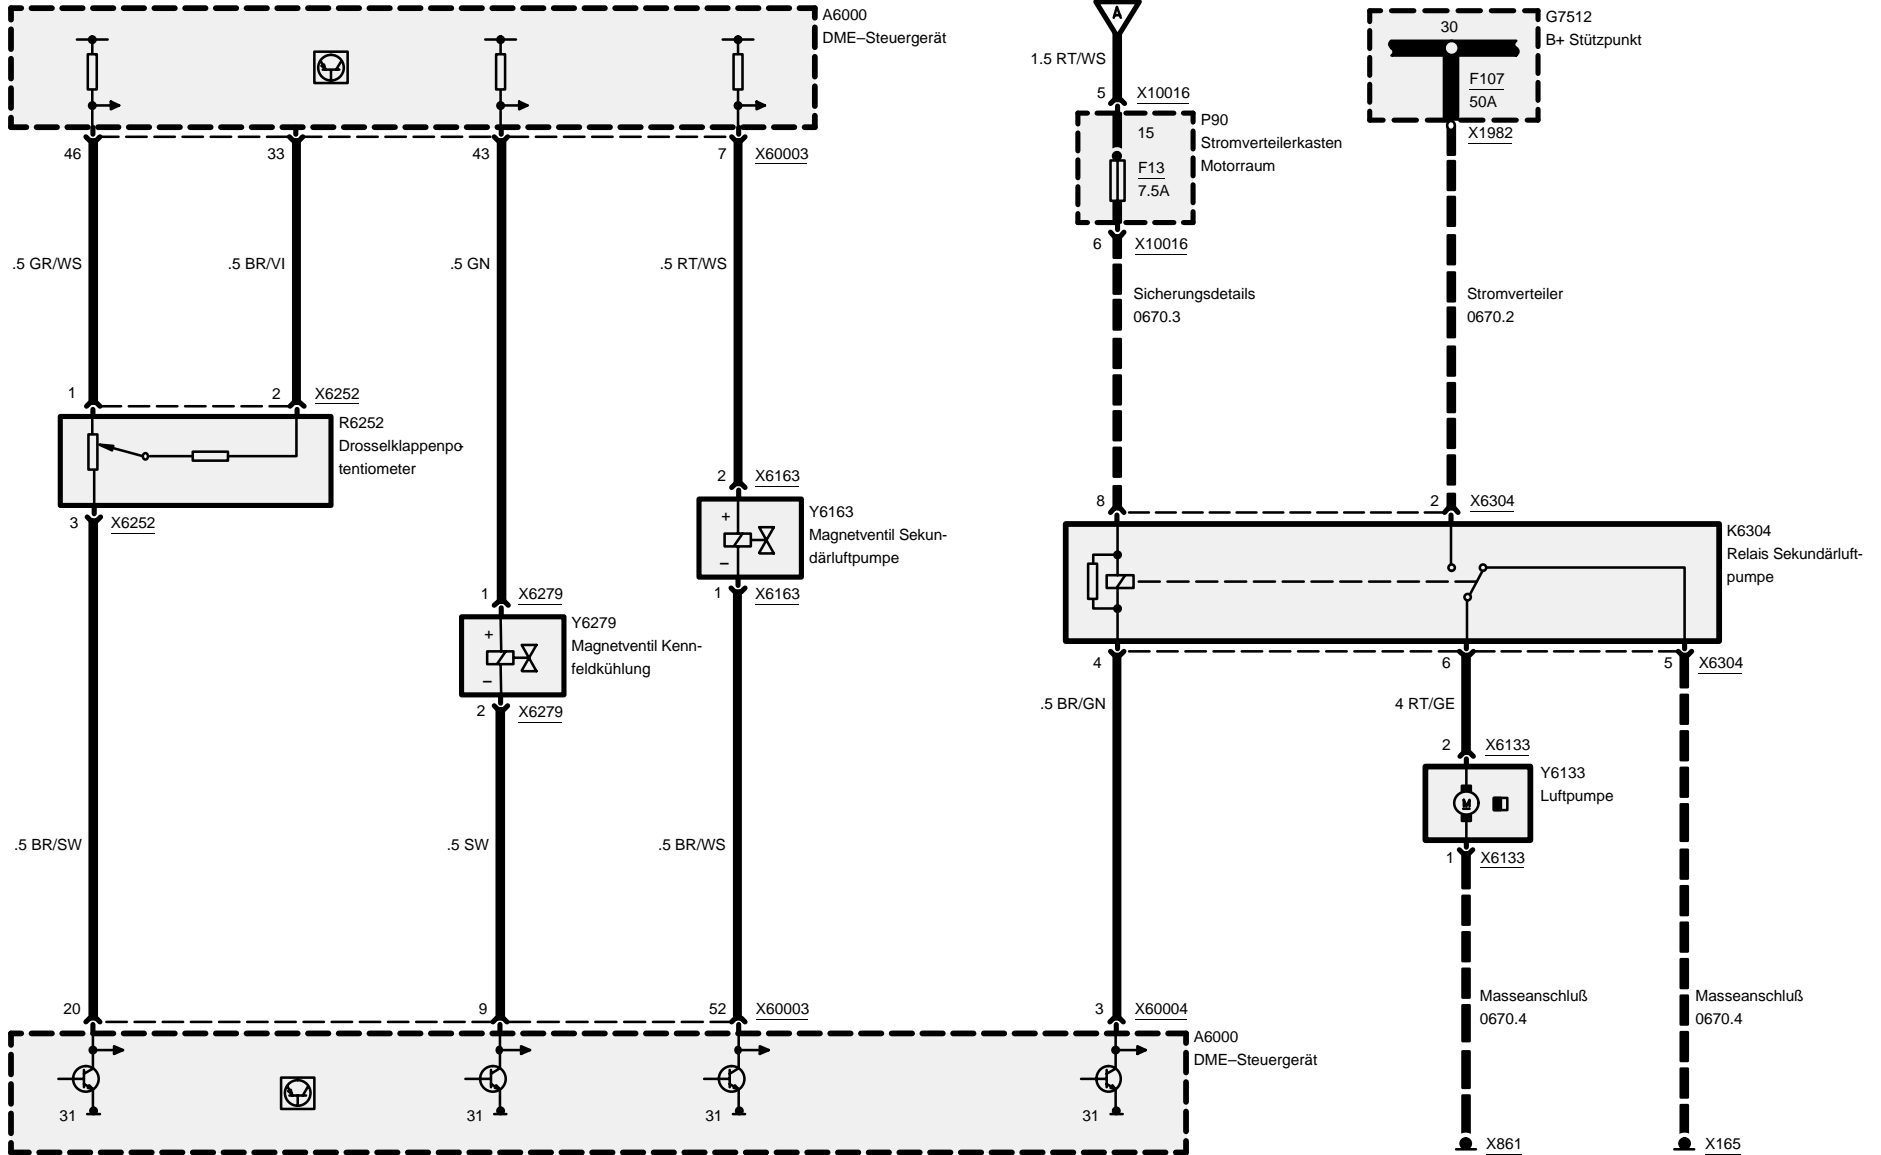 A6000
DME–Steuergerät
A
G7512
B+ Stützpunkt
30
F107
50A
X1982
1.5 RT/WS
5 X10016
P90
Stromverteilerkasten
Motorraum
15
F13
7.5A
6 X10016
46 33 43 7 X60003
.5 GR/WS .5 BR/VI .5 GN .5 RT/WS
Sicherungsdetails
0670.3
Stromverteiler
0670.2
1 2 X6252
R6252
Drosselklappenpo-
tentiometer
3 X6252
2 X6163
Y6163
Magnetventil Sekun-
därluftpumpe
+
–
1 X6163
8 2 X6304
K6304
Relais Sekundärluft-
pumpe
1 X6279
Y6279
Magnetventil Kenn-
feldkühlung
+
–
2 X6279
4 6 5 X6304
.5 BR/GN 4 RT/GE
2 X6133
Y6133
Luftpumpe
M
1 X6133
.5 BR/SW .5 SW .5 BR/WS
Masseanschluß
0670.4
Masseanschluß
0670.4
20 9 52 X60003 3 X60004
A6000
DME–Steuergerät
31 31 31 31
X861 X165